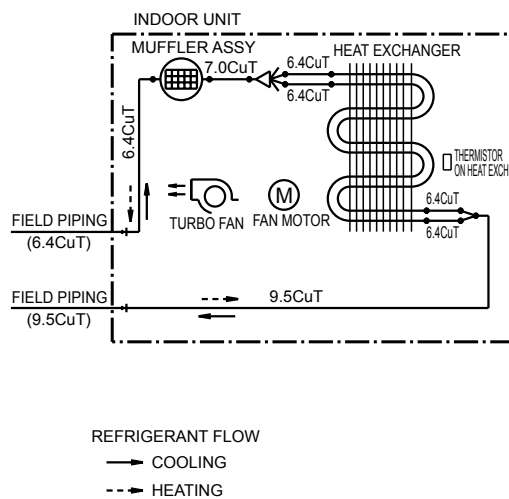 INDOOR UNIT
MUFFLER ASSY
HEAT EXCHANGER
7.0CuT
6.4CuT
6.4CuT
6.4CuT
THERMISTOR
ON HEAT EXCH
M
TURBO FAN
FAN MOTOR
6.4CuT
6.4CuT
FIELD PIPING
(6.4CuT)
FIELD PIPING
(9.5CuT)
9.5CuT
REFRIGERANT FLOW
COOLING
HEATING